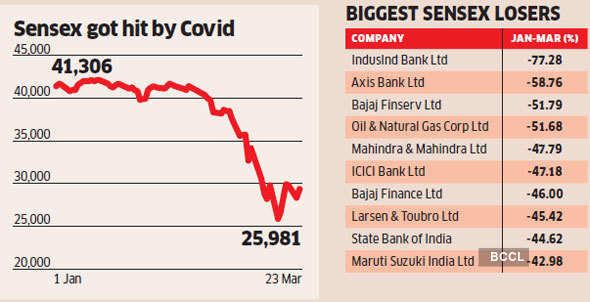 Sensex got hit by Covid
45,000
41,306
40,000
35,000
30,000
25,000
25,981
20,000
1 Jan 23 Mar
BIGGEST SENSEX LOSERS
COMPANY JAN-MAR (%)
IndusInd Bank Ltd -77.28
Axis Bank Ltd -58.76
Bajaj Finserv Ltd -51.79
Oil & Natural Gas Corp Ltd -51.68
Mahindra & Mahindra Ltd -47.79
ICICI Bank Ltd -47.18
Bajaj Finance Ltd -46.00
Larsen & Toubro Ltd -45.42
State Bank of India -44.62
Maruti Suzuki India Ltd -42.98
BCCL